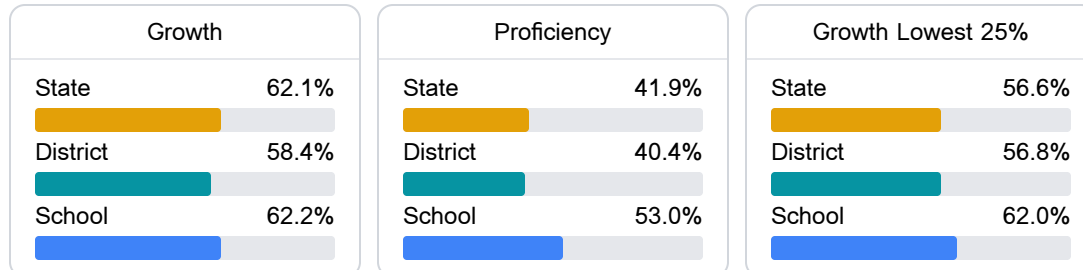 Growth
State 62.1%
District 58.4%
School 62.2%
Proficiency
State 41.9%
District 40.4%
School 53.0%
Growth Lowest 25%
State 56.6%
District 56.8%
School 62.0%